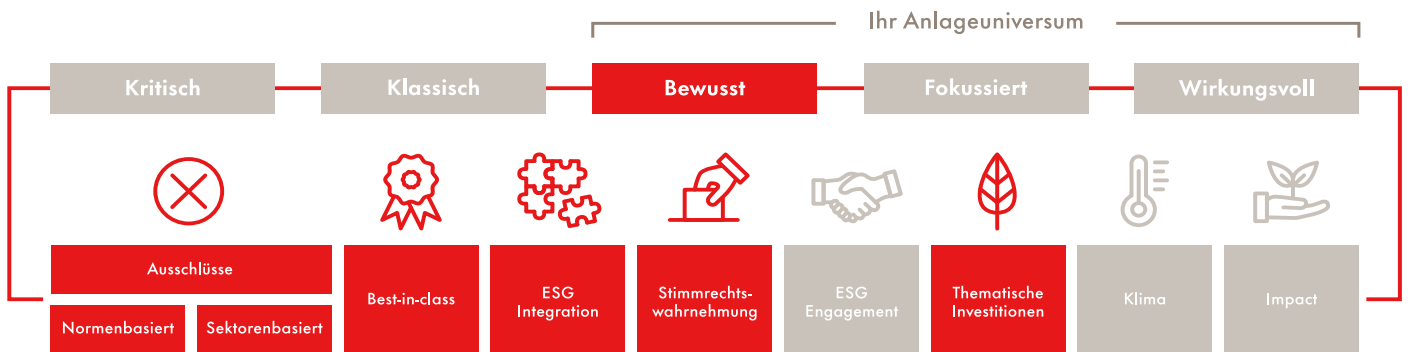 Ihr Anlageuniversum
Kritisch
Klassisch
Bewusst
Fokussiert
Wirkungsvoll
Ausschlüsse
Normenbasiert
Sektorenbasiert
Best-in-class
ESG
Integration
Stimmrechts-
wahrnehmung
ESG
Engagement
Thematische
Investitionen
Klima
Impact